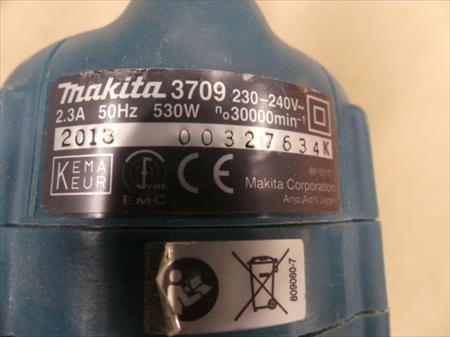 makita 3709 230-240V~
2.3A 50Hz 530W n₀30000min⁻¹
2013 00327634K
KEMA
KEUR
VDE
EMC
CE
Makita Corporation
Anjo, Aichi, Japan
809060-7